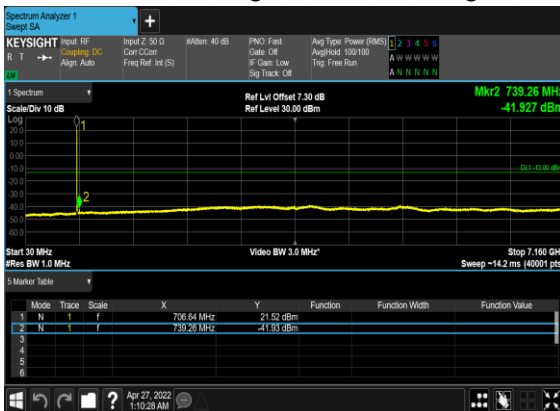 Spectrum Analyzer 1
Swept SA
KEYSIGHT Input: RF Input Z: 50 Ω #Atten: 40 dB PNO: Fast Avg Type: Power (RMS) 1 2 3 4 5 6
R T Coupling: DC Corr CCorr Gate: Off Avg|Hold: 100/100 A W W W W W
Align: Auto Freq Ref: Int (S) IF Gain: Low Trig: Free Run
Sig Track: Off A N N N N N
LV
1 Spectrum Ref Lvl Offset 7.30 dB Mkr2 739.26 MHz
Scale/Div 10 dB Ref Level 30.00 dBm -41.927 dBm
Log
20.0 1
10.0
0.00
-10.0 DL1 -13.00 dBm
-20.0
-30.0
-40.0 2
-50.0
-60.0
Start 30 MHz Video BW 3.0 MHz* Stop 7.160 GH
#Res BW 1.0 MHz Sweep ~14.2 ms (40001 pts
5 Marker Table
Mode Trace Scale X Y Function Function Width Function Value
1 N 1 f 706.64 MHz 21.52 dBm
2 N 1 f 739.26 MHz -41.93 dBm
3
4
5
6
? Apr 27, 2022
1:10:28 AM